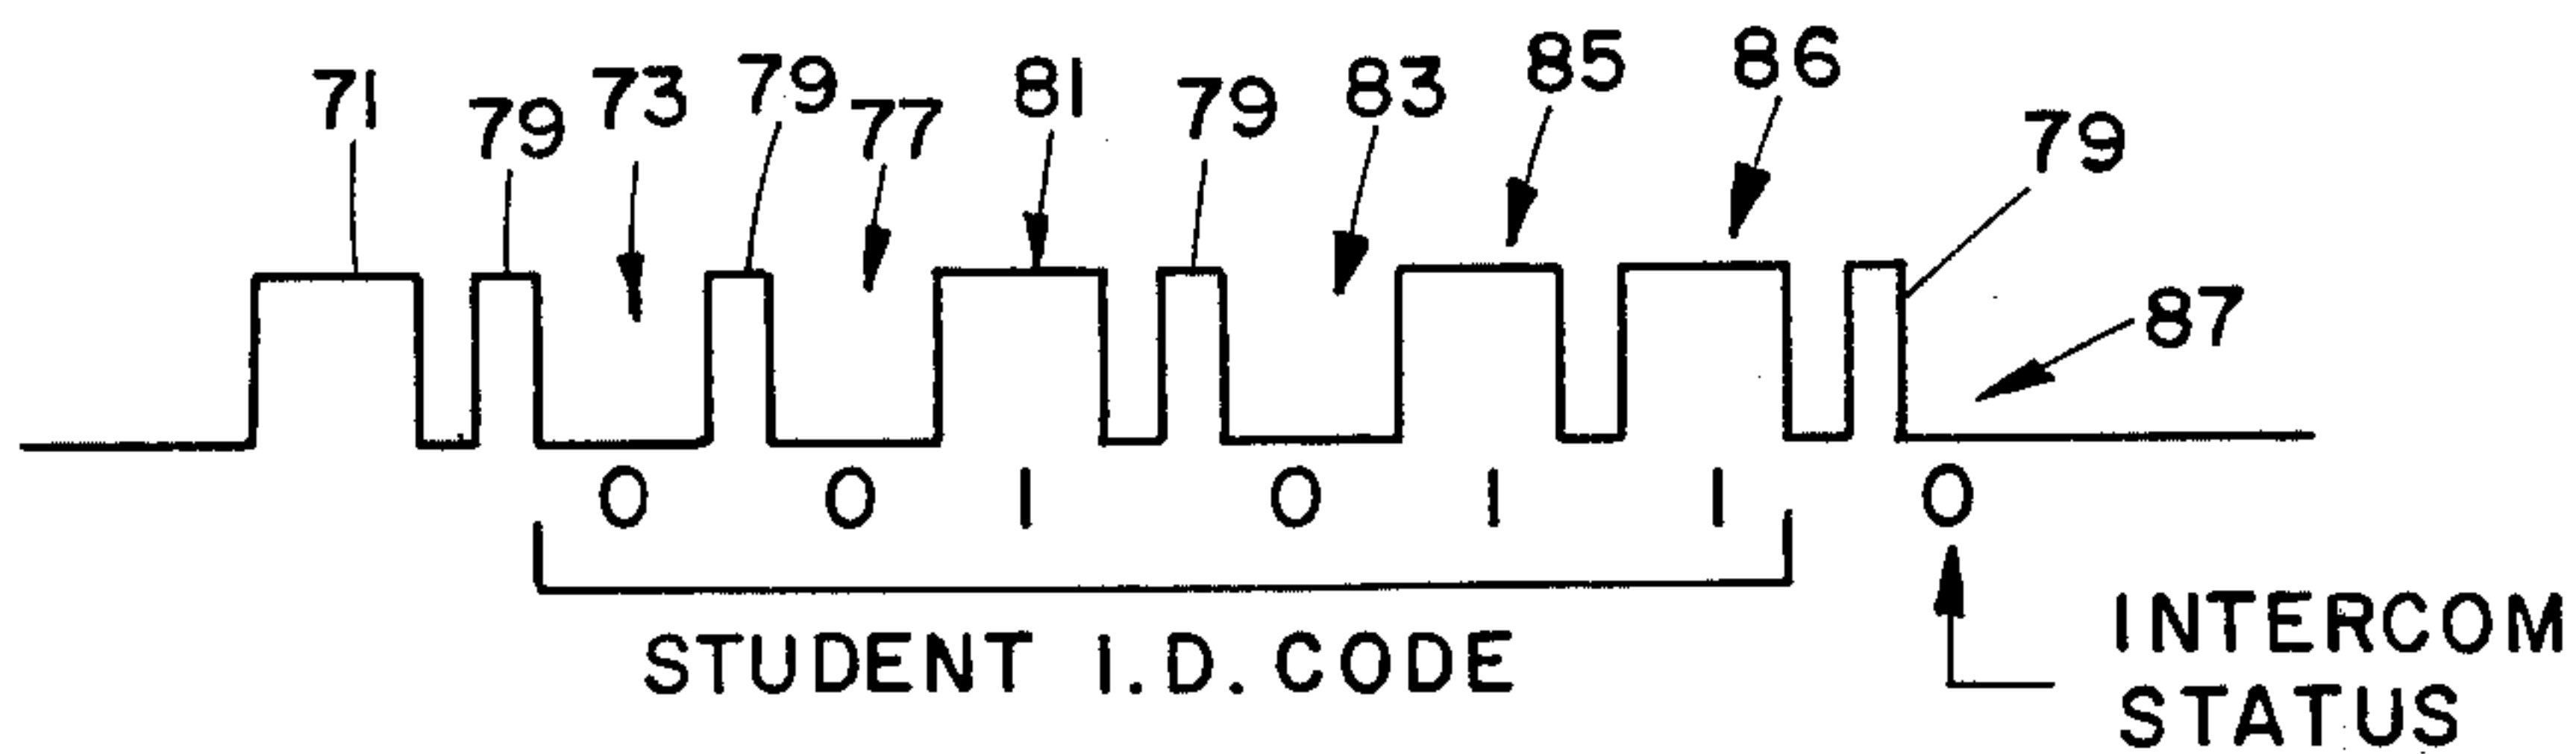 71 79 73 79 77 81 79 83 85 86 79
87
0 0 1 0 1 1 0
STUDENT I.D. CODE
INTERCOM
STATUS